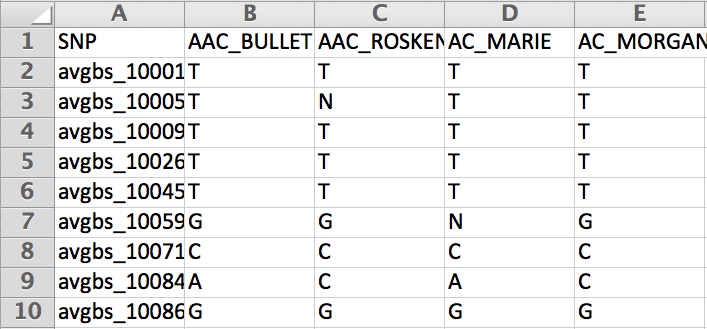 A B C D E
1 SNP AAC_BULLET AAC_ROSKEN AC_MARIE AC_MORGAN
2 avgbs_10001 T T T T
3 avgbs_10005 N T T
4 avgbs_10009 T T T T
5 avgbs_10026 T T T T
6 avgbs_10045 T T T T
7 avgbs_10059 G G N G
8 avgbs_10071 C C C C
9 avgbs_10084 A C A C
10 avgbs_10086 G G G G